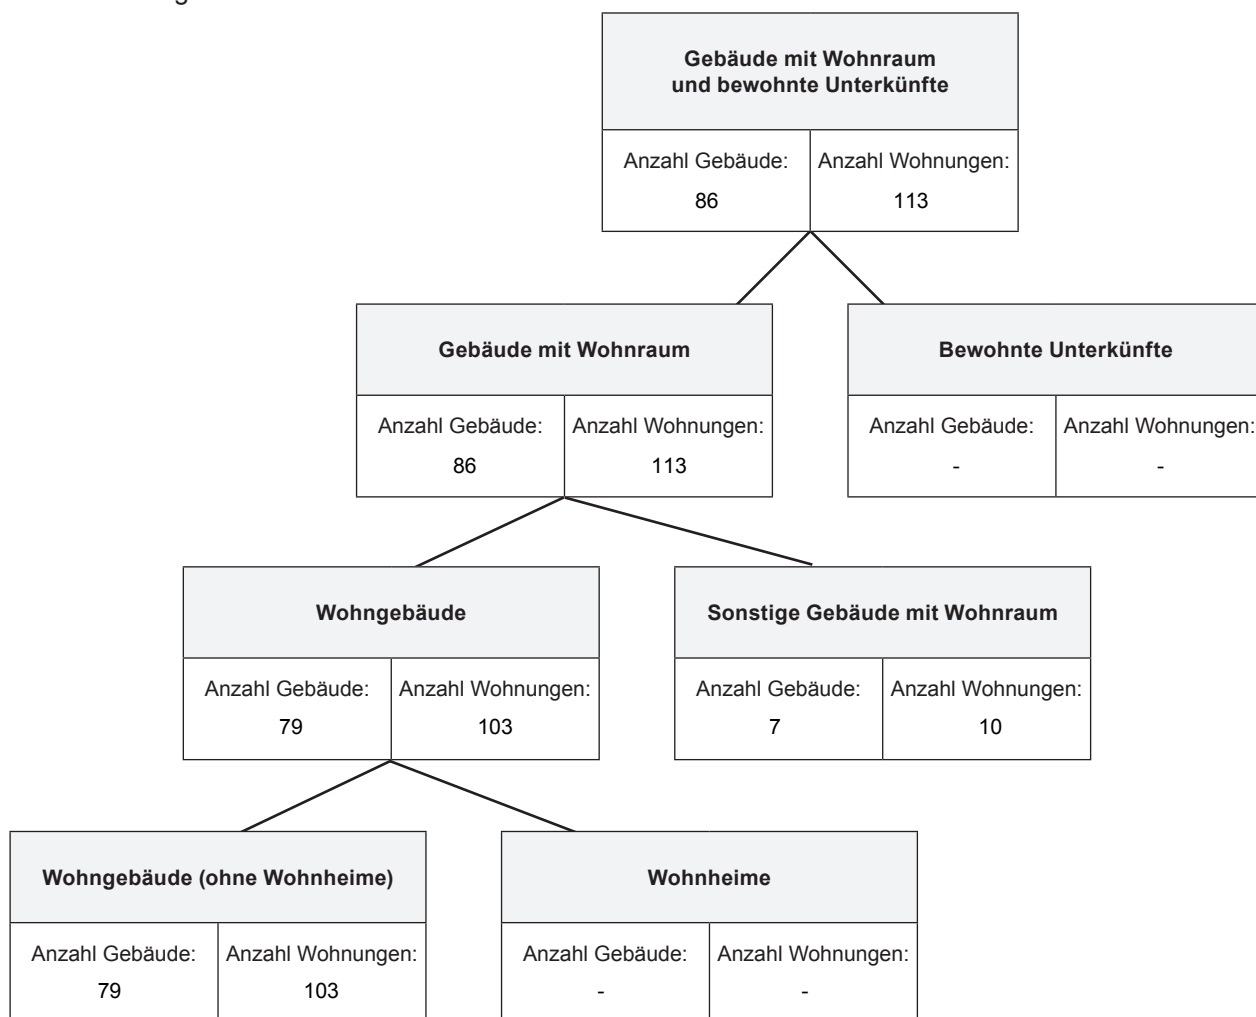 Gebäude mit Wohnraum
und bewohnte Unterkünfte
Anzahl Gebäude: Anzahl Wohnungen:
86 113
Gebäude mit Wohnraum
Anzahl Gebäude: Anzahl Wohnungen:
86 113
Bewohnte Unterkünfte
Anzahl Gebäude: Anzahl Wohnungen:
- -
Wohngebäude
Anzahl Gebäude: Anzahl Wohnungen:
79 103
Sonstige Gebäude mit Wohnraum
Anzahl Gebäude: Anzahl Wohnungen:
7 10
Wohngebäude (ohne Wohnheime)
Anzahl Gebäude: Anzahl Wohnungen:
79 103
Wohnheime
Anzahl Gebäude: Anzahl Wohnungen:
- -